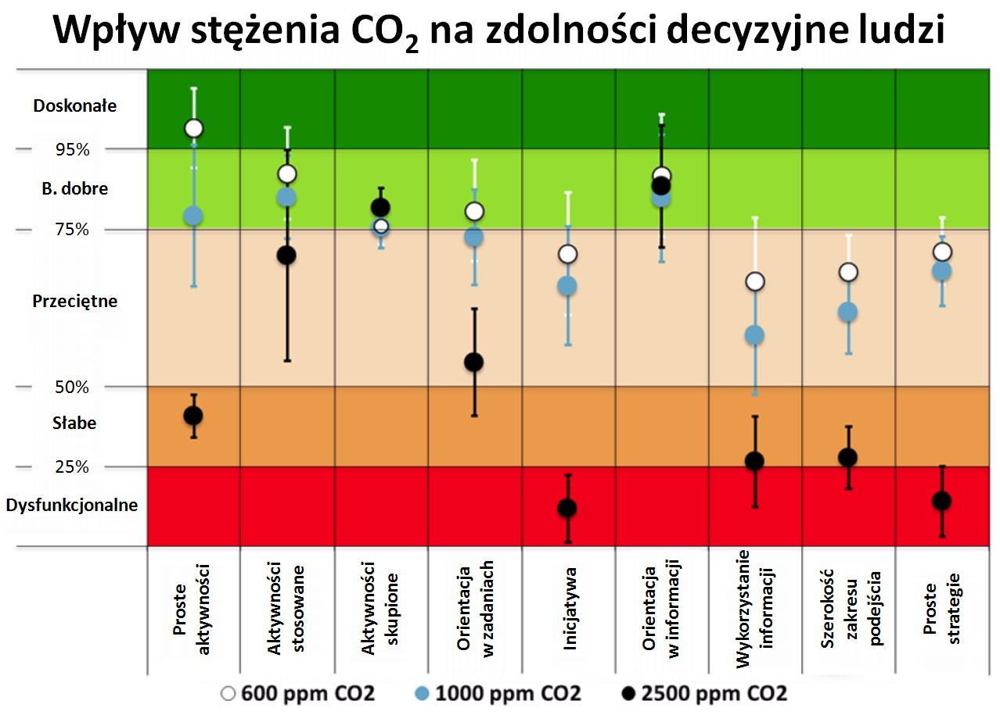 Wpływ stężenia CO₂ na zdolności decyzyjne ludzi
Doskonałe
95%
B. dobre
75%
Przeciętne
50%
Słabe
25%
Dysfunkcjonalne
Proste
aktywności
Aktywności
stosowane
Aktywności
skupione
Orientacja
w zadaniach
Inicjatywa
Orientacja
w informacji
Wykorzystanie
informacji
Szerokość
zakresu
podejścia
Proste
strategie
600 ppm CO2
1000 ppm CO2
2500 ppm CO2